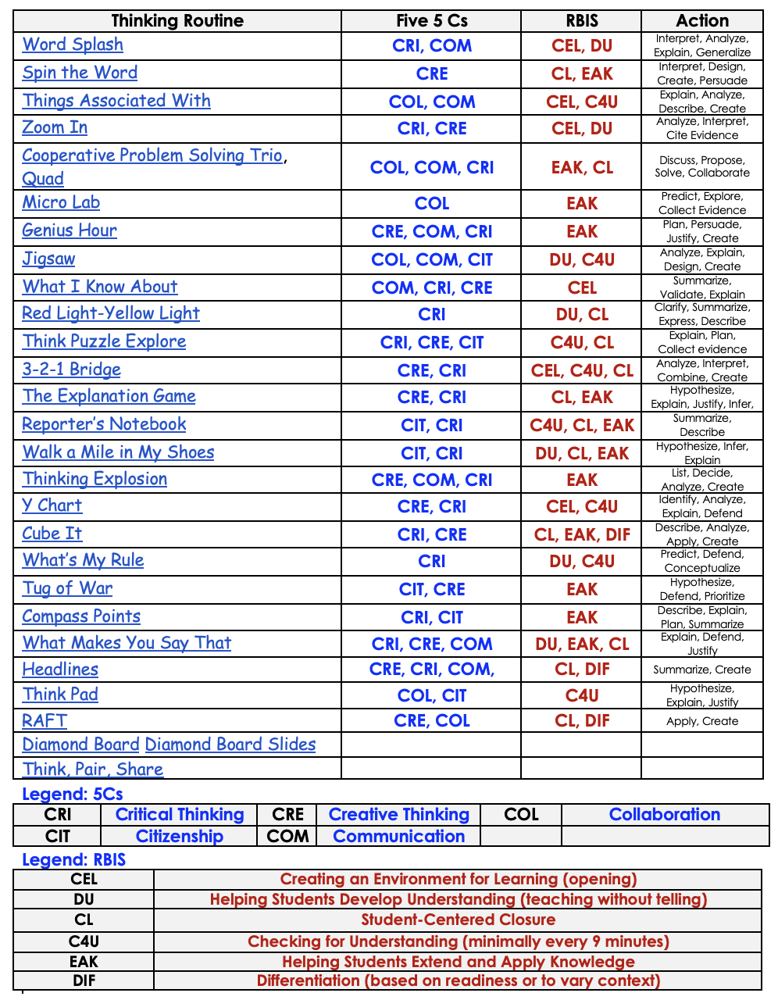 Thinking Routine Five 5 Cs RBIS Action
Word Splash CRI, COM CEL, DU Interpret, Analyze,
Explain, Generalize
Spin the Word CRE CL, EAK Interpret, Design,
Create, Persuade
Things Associated With COL, COM CEL, C4U Explain, Analyze,
Describe, Create
Zoom In CRI, CRE CEL, DU Analyze, Interpret,
Cite Evidence
Cooperative Problem Solving Trio,
Quad COL, COM, CRI EAK, CL Discuss, Propose,
Solve, Collaborate
Micro Lab COL EAK Predict, Explore,
Collect Evidence
Genius Hour CRE, COM, CRI EAK Plan, Persuade,
Justify, Create
Jigsaw COL, COM, CIT DU, C4U Analyze, Explain,
Design, Create
What I Know About COM, CRI, CRE CEL Summarize,
Validate, Explain
Red Light-Yellow Light CRI DU, CL Clarify, Summarize,
Express, Describe
Think Puzzle Explore CRI, CRE, CIT C4U, CL Explain, Plan,
Collect evidence
3-2-1 Bridge CRE, CRI CEL, C4U, CL Analyze, Interpret,
Combine, Create
The Explanation Game CRE, CRI CL, EAK Hypothesize,
Explain, Justify, Infer,
Reporter's Notebook CIT, CRI C4U, CL, EAK Summarize,
Describe
Walk a Mile in My Shoes CIT, CRI DU, CL, EAK Hypothesize, Infer,
Explain
Thinking Explosion CRE, COM, CRI EAK List, Decide,
Analyze, Create
Y Chart CRE, CRI CEL, C4U Identify, Analyze,
Explain, Defend
Cube It CRI, CRE CL, EAK, DIF Describe, Analyze,
Apply, Create
What's My Rule CRI DU, C4U Predict, Defend,
Conceptualize
Tug of War CIT, CRE EAK Hypothesize,
Defend, Prioritize
Compass Points CRI, CIT EAK Describe, Explain,
Plan, Summarize
What Makes You Say That CRI, CRE, COM DU, EAK, CL Explain, Defend,
Justify
Headlines CRE, CRI, COM, CL, DIF Summarize, Create
Think Pad COL, CIT C4U Hypothesize,
Explain, Justify
RAFT CRE, COL CL, DIF Apply, Create
Diamond Board Diamond Board Slides
Think, Pair, Share
Legend: 5Cs
CRI Critical Thinking CRE Creative Thinking COL Collaboration
CIT Citizenship COM Communication
Legend: RBIS
CEL Creating an Environment for Learning (opening)
DU Helping Students Develop Understanding (teaching without telling)
CL Student-Centered Closure
C4U Checking for Understanding (minimally every 9 minutes)
EAK Helping Students Extend and Apply Knowledge
DIF Differentiation (based on readiness or to vary context)